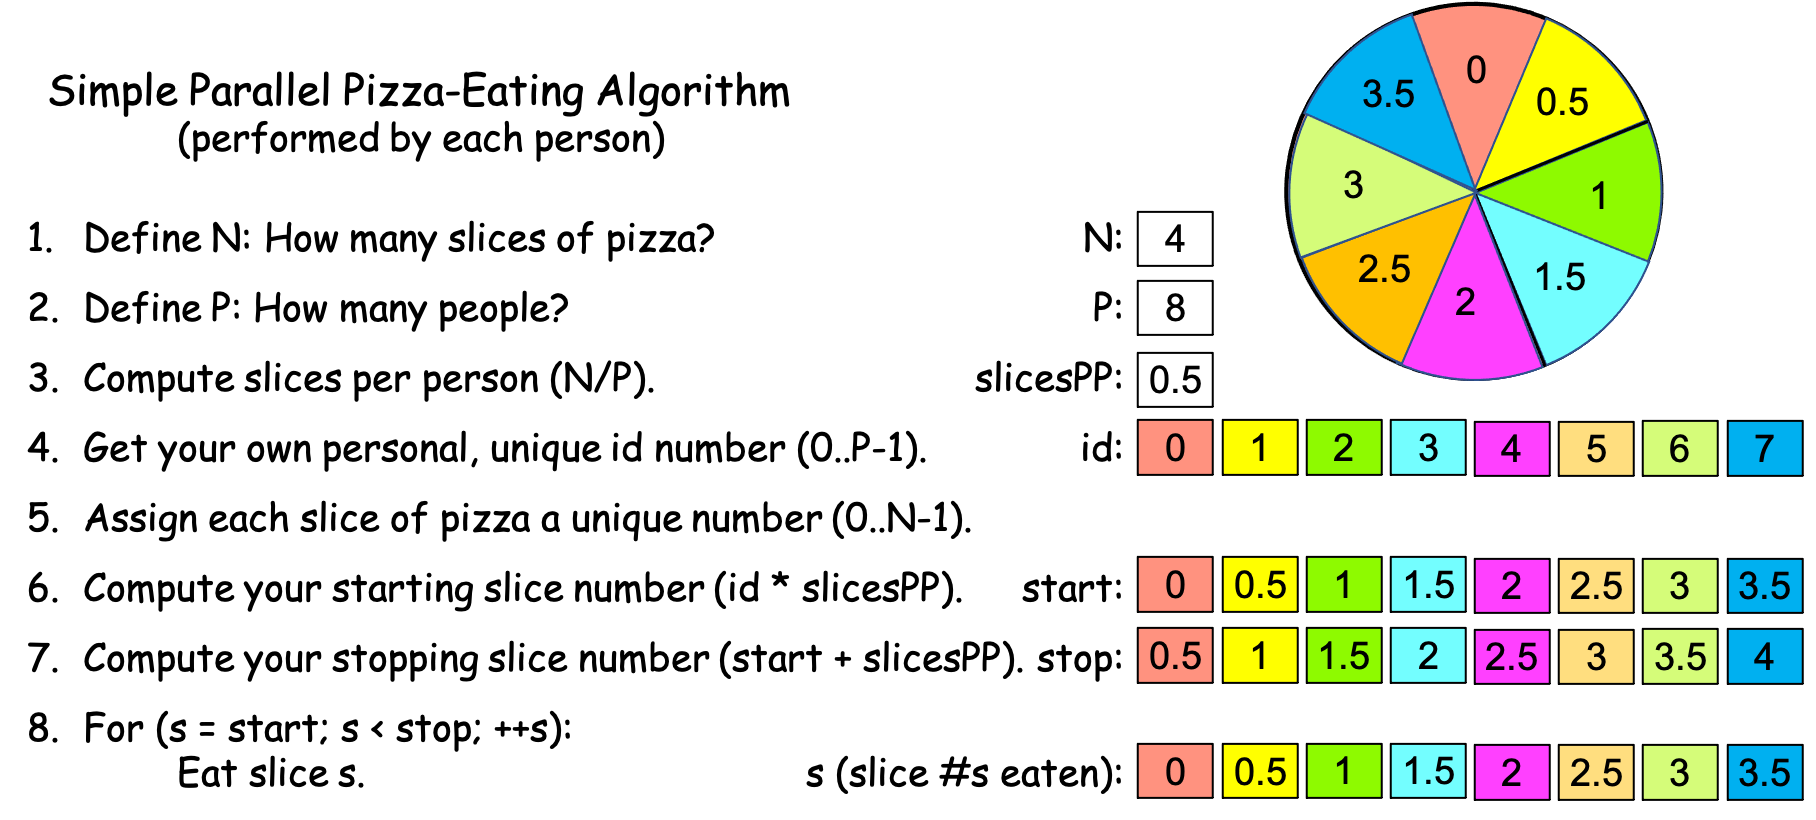 Simple Parallel Pizza-Eating Algorithm
(performed by each person)
0
0.5
3.5
1
3
1.5
2.5
2
1. Define N: How many slices of pizza? N: 4
2. Define P: How many people? P: 8
3. Compute slices per person (N/P). slicesPP: 0.5
4. Get your own personal, unique id number (0..P-1). id: 0 1 2 3 4 5 6 7
5. Assign each slice of pizza a unique number (0..N-1).
6. Compute your starting slice number (id * slicesPP). start: 0 0.5 1 1.5 2 2.5 3 3.5
7. Compute your stopping slice number (start + slicesPP). stop: 0.5 1 1.5 2 2.5 3 3.5 4
8. For (s = start; s < stop; ++s):
Eat slice s. s (slice #s eaten): 0 0.5 1 1.5 2 2.5 3 3.5